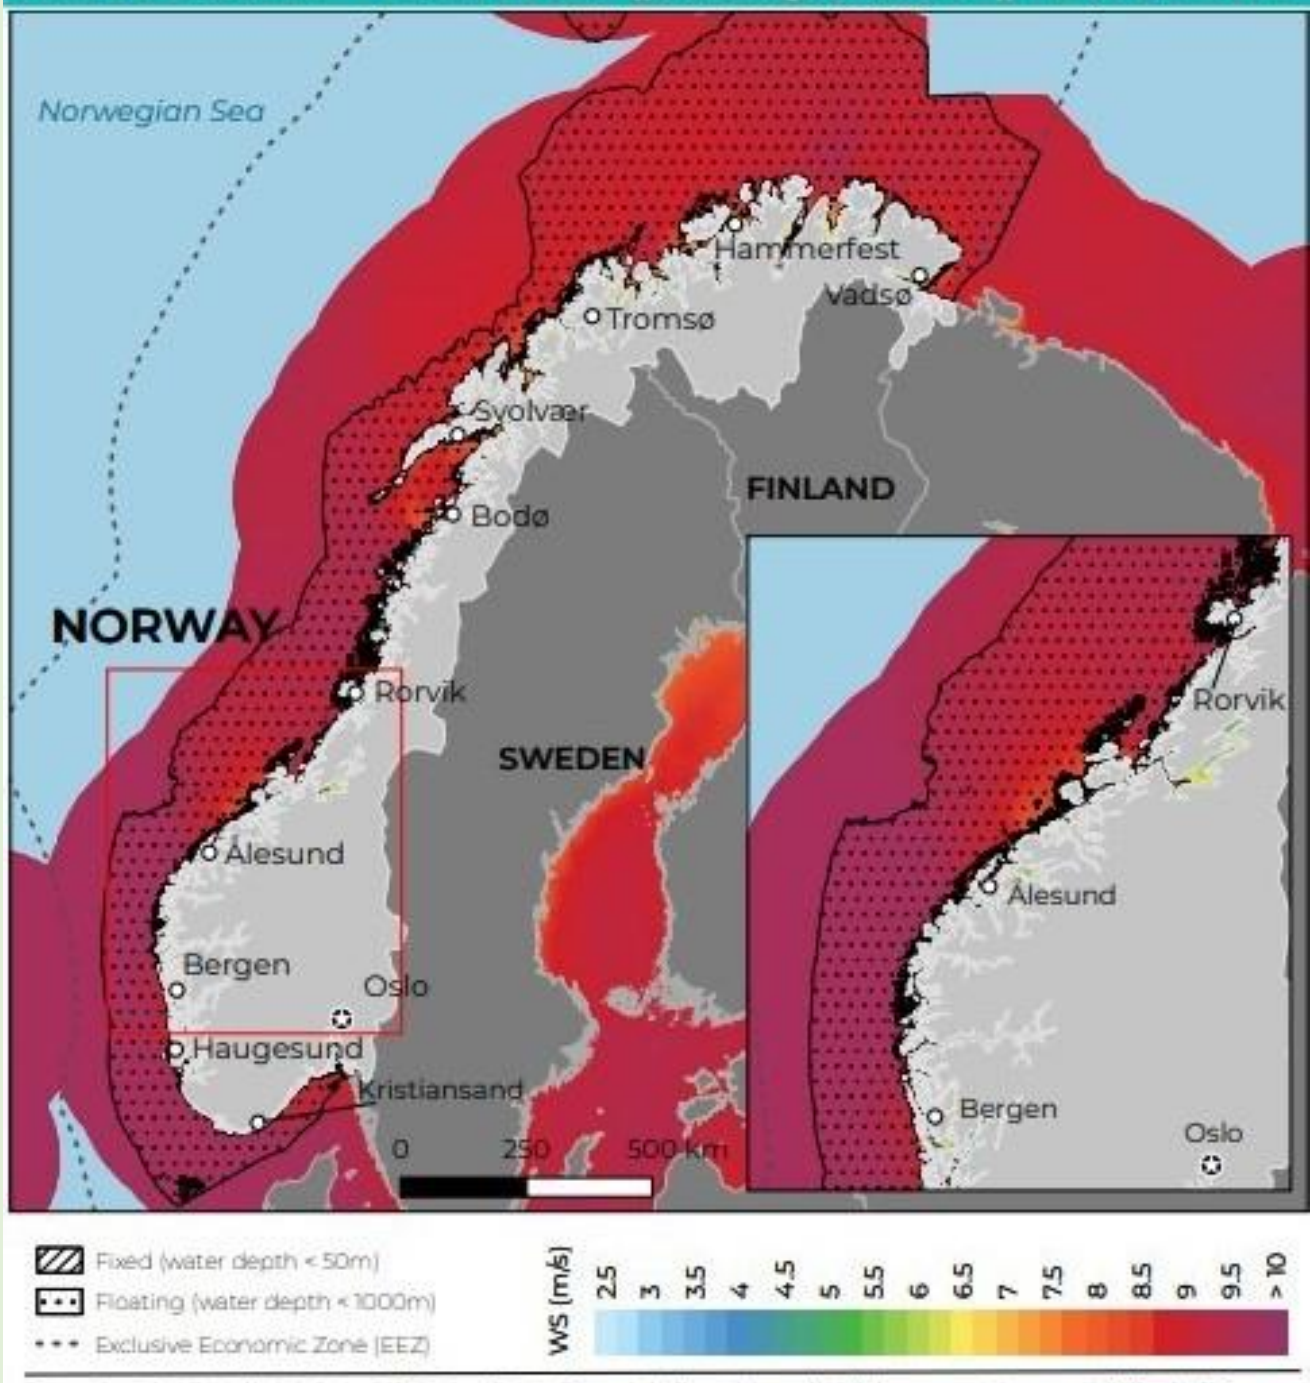 Norwegian Sea
Hammerfest
Vadsø
Tromsø
Svolvær
FINLAND
Bodø
NORWAY
Rorvik
SWEDEN
Ålesund
Bergen
Oslo
Haugesund
Kristiansand
0 250 500 km
Rorvik
Ålesund
Bergen
Oslo
Fixed (water depth < 50m)
Floating (water depth < 1000m)
Exclusive Economic Zone (EEZ)
WS (m/s)
2.5 3 3.5 4 4.5 5 5.5 6 6.5 7 7.5 8 8.5 9 9.5 > 10